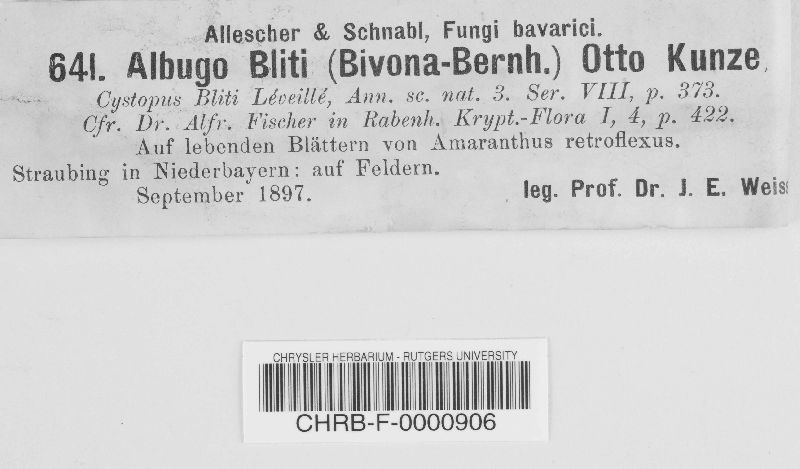 Allescher & Schnabl, Fungi bavarici.
641. Albugo Bliti (Bivona-Bernh.) Otto Kunze,
Cystopus Bliti Léveillé, Ann. sc. nat. 3. Ser. VIII, p. 373.
Cfr. Dr. Alfr. Fischer in Rabenh. Krypt.-Flora I, 4, p. 422.
Auf lebenden Blättern von Amaranthus retroflexus.
Straubing in Niederbayern: auf Feldern.
September 1897. leg. Prof. Dr. J. E. Weiss
CHRYSLER HERBARIUM - RUTGERS UNIVERSITY
CHRB-F-0000906